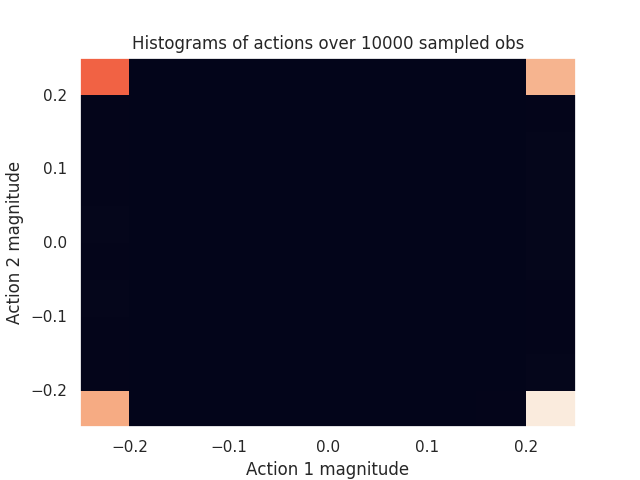 Histograms of actions over 10000 sampled obs
0.2
0.1
0.0
−0.1
−0.2
Action 2 magnitude
−0.2 −0.1 0.0 0.1 0.2
Action 1 magnitude